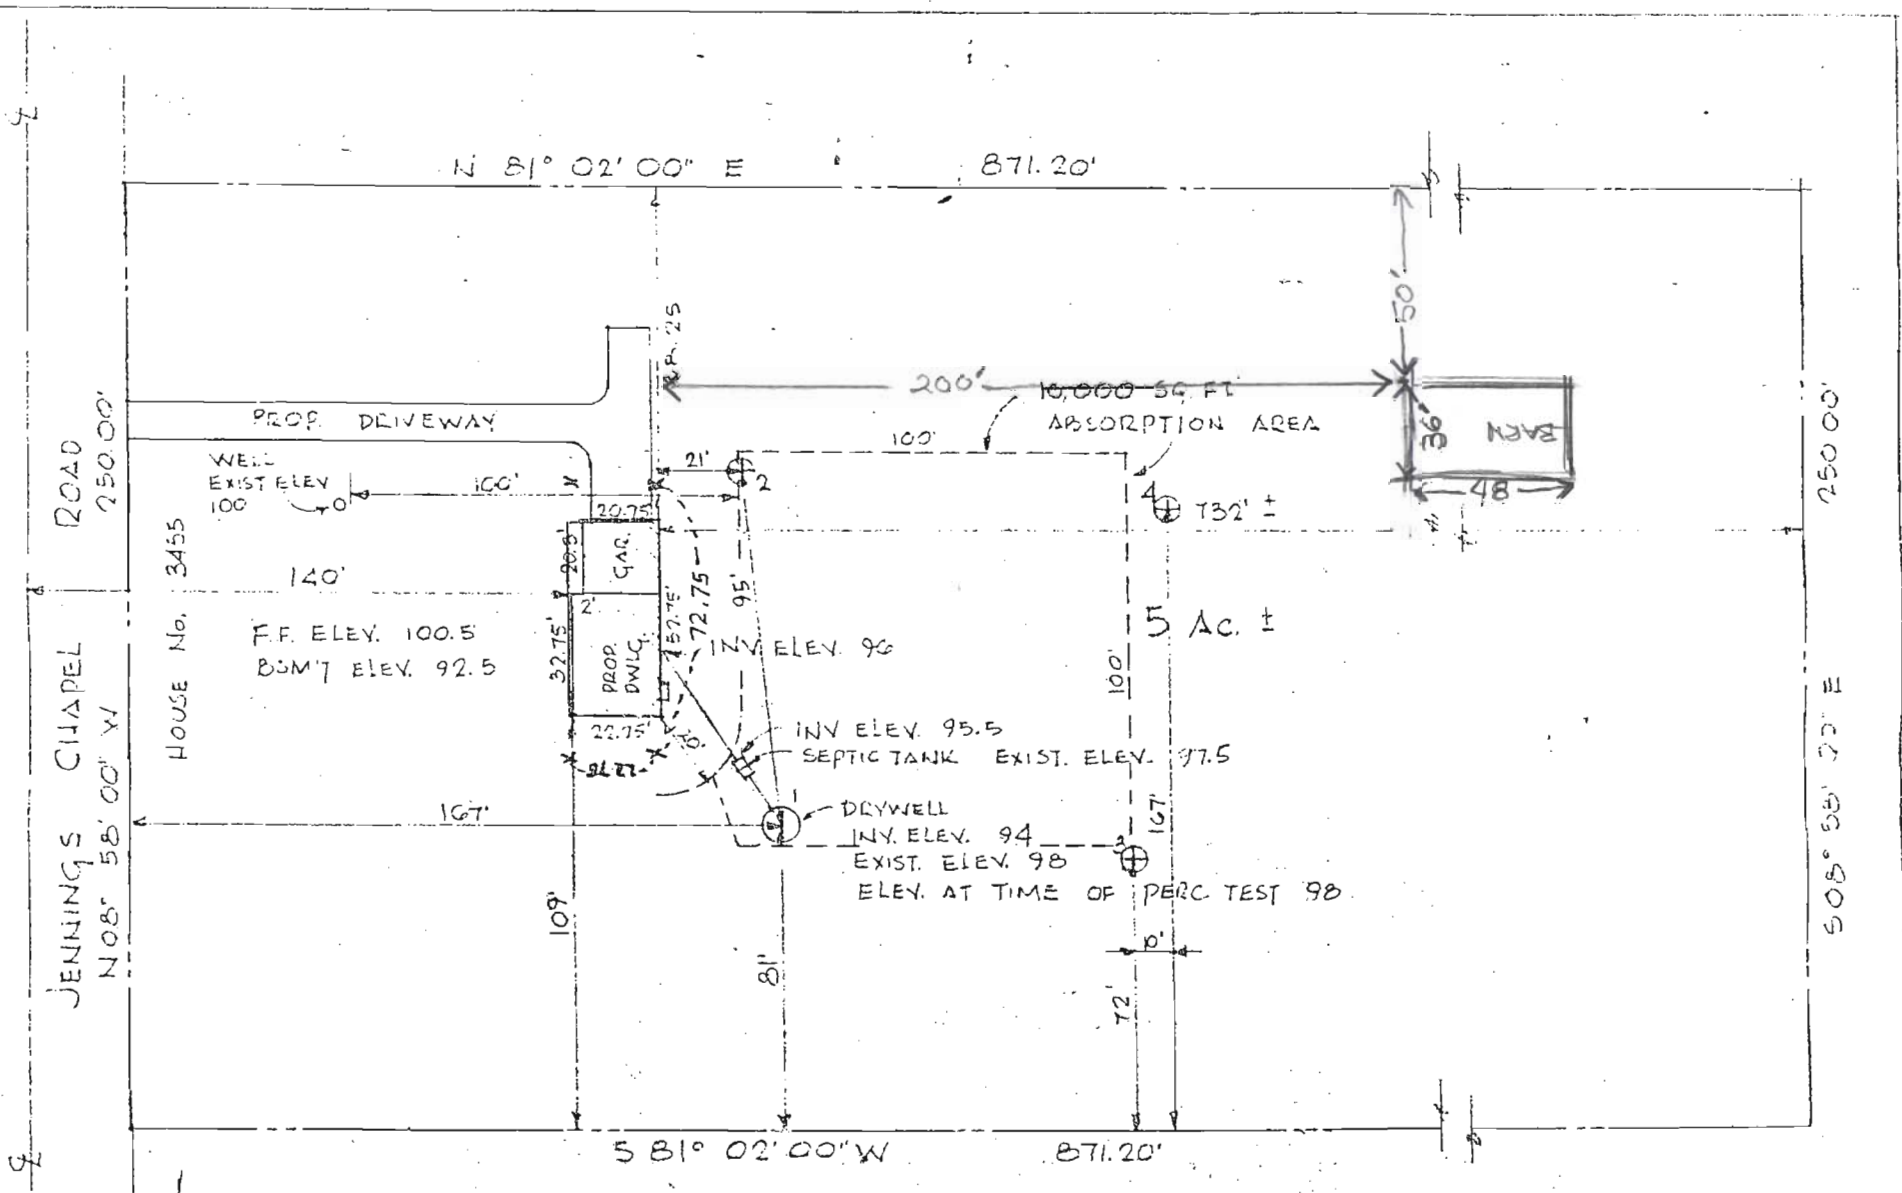 N 81° 02' 00" E
871.20'
B.R. 25
50'
200'
10,000 SQ. FT.
ABSORPTION AREA
PROP. DRIVEWAY
36'
BARN
48
100'
21'
2
WELL
EXIST ELEV
100
100'
4
732' ±
20.75'
20.5'
GAR.
JENNINGS CHAPEL ROAD
N 08° 58' 00" W 250.00'
HOUSE No. 3455
140'
2'
F.F. ELEV. 100.5
BSM'T ELEV. 92.5
32.75'
PROP.
DWLG.
72.75
95'
INV. ELEV. 96
5 AC. ±
100'
250.00'
22.75'
INV ELEV. 95.5
SEPTIC TANK EXIST. ELEV. 97.5
167'
1
DRYWELL
INV. ELEV. 94
EXIST. ELEV. 98
ELEV. AT TIME OF PERC TEST 98
3
167'
109'
81'
72'
S 81° 02' 00" W
871.20'